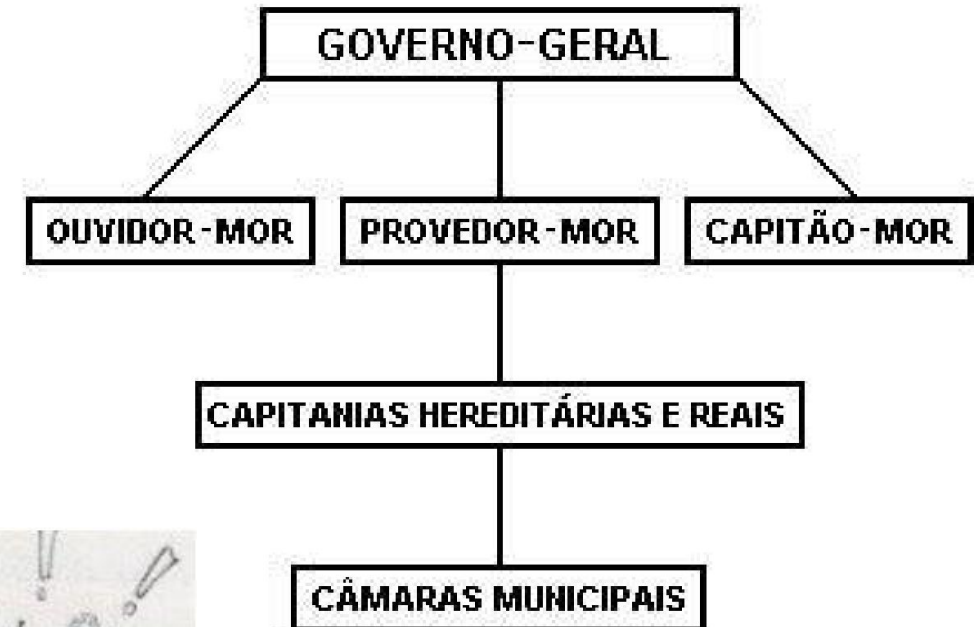 GOVERNO-GERAL
OUVIDOR-MOR PROVEDOR-MOR CAPITÃO-MOR
CAPITANIAS HEREDITÁRIAS E REAIS
CÂMARAS MUNICIPAIS